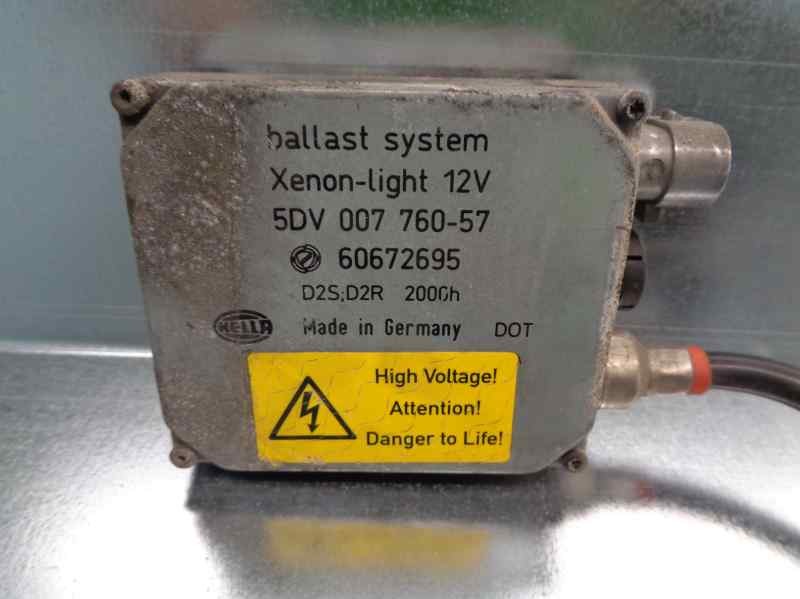 ballast system
Xenon-light 12V
5DV 007 760-57
60672695
D2S;D2R 2000h
HELLA Made in Germany DOT
High Voltage!
Attention!
Danger to Life!